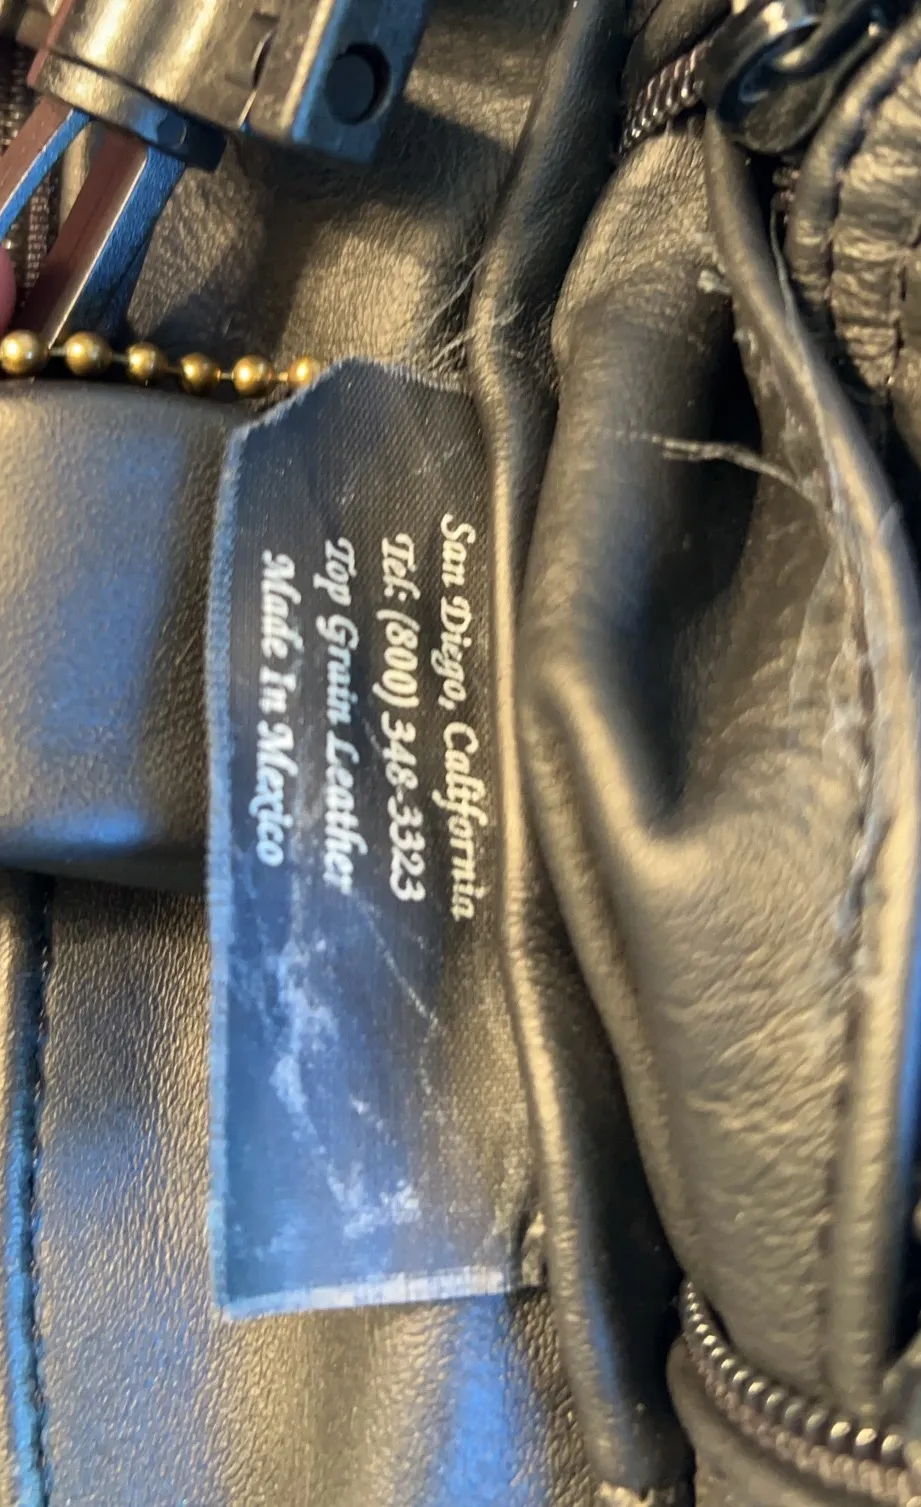 San Diego, California
Tel: (800) 348-3323
Top Grain Leather
Made In Mexico